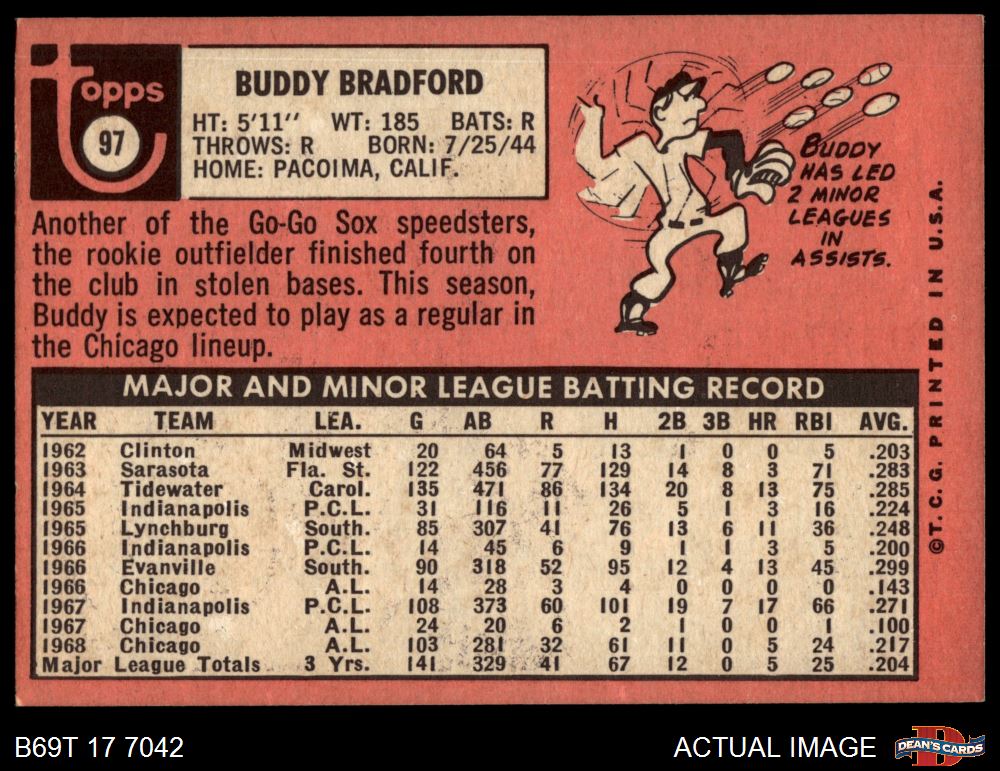 topps
97
BUDDY BRADFORD
HT: 5'11'' WT: 185 BATS: R
THROWS: R BORN: 7/25/44
HOME: PACOIMA, CALIF.
Another of the Go-Go Sox speedsters,
the rookie outfielder finished fourth on
the club in stolen bases. This season,
Buddy is expected to play as a regular in
the Chicago lineup.
BUDDY
HAS LED
2 MINOR
LEAGUES
IN
ASSISTS.
©T. C. G. PRINTED IN U.S.A.
MAJOR AND MINOR LEAGUE BATTING RECORD
YEAR TEAM LEA. G AB R H 2B 3B HR RBI AVG.
1962 Clinton Midwest 20 64 5 13 1 0 0 5 .203
1963 Sarasota Fla. St. 122 456 77 129 14 8 3 71 .283
1964 Tidewater Carol. 135 471 86 134 20 8 13 75 .285
1965 Indianapolis P.C.L. 31 116 11 26 5 1 3 16 .224
1965 Lynchburg South. 85 307 41 76 13 6 11 36 .248
1966 Indianapolis P.C.L. 14 45 6 9 1 1 3 5 .200
1966 Evanville South. 90 318 52 95 12 4 13 45 .299
1966 Chicago A.L. 14 28 3 4 0 0 0 0 .143
1967 Indianapolis P.C.L. 108 373 60 101 19 7 17 66 .271
1967 Chicago A.L. 24 20 6 2 1 0 0 1 .100
1968 Chicago A.L. 103 281 32 61 11 0 5 24 .217
Major League Totals 3 Yrs. 141 329 41 67 12 0 5 25 .204
B69T 17 7042
ACTUAL IMAGE
D
DEAN'S CARDS